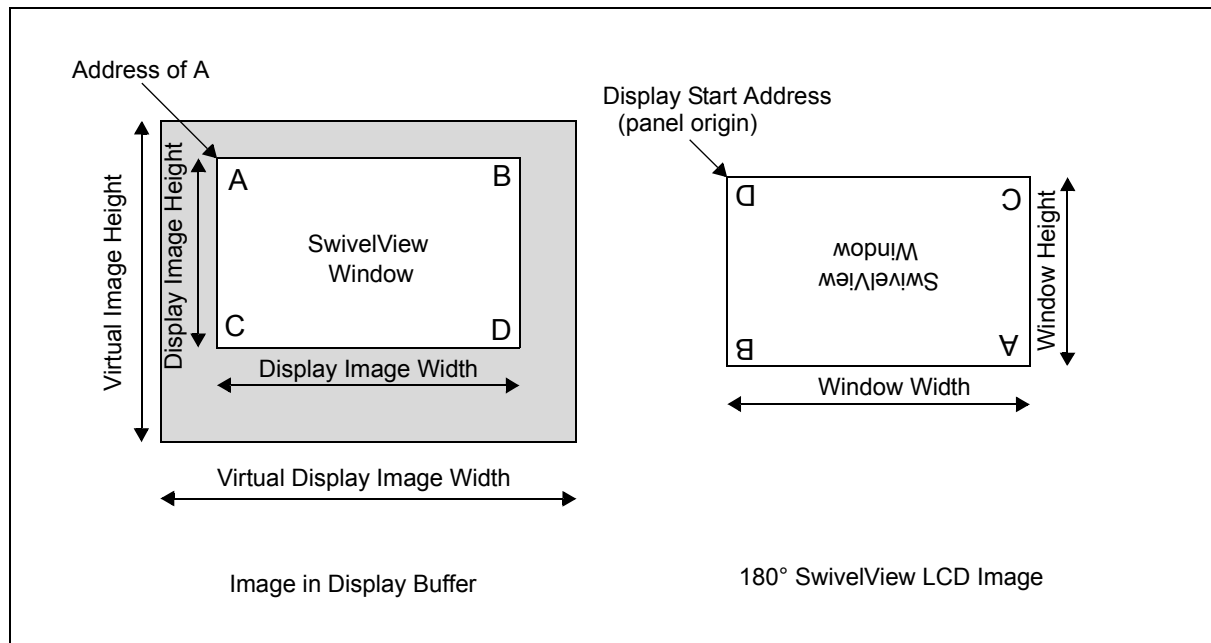 Address of A
Virtual Image Height
Display Image Height
A
B
SwivelView
Window
C
D
Display Image Width
Virtual Display Image Width
Image in Display Buffer
Display Start Address
(panel origin)
D
C
SwivelView
Window
B
A
Window Height
Window Width
180° SwivelView LCD Image